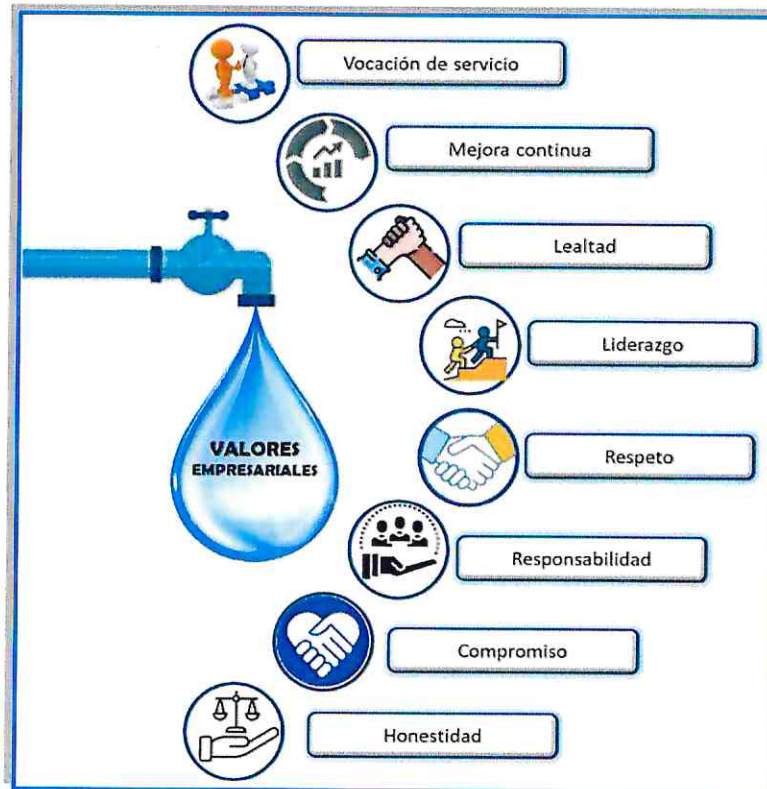 Vocación de servicio
Mejora continua
Lealtad
Liderazgo
VALORES
EMPRESARIALES
Respeto
Responsabilidad
Compromiso
Honestidad